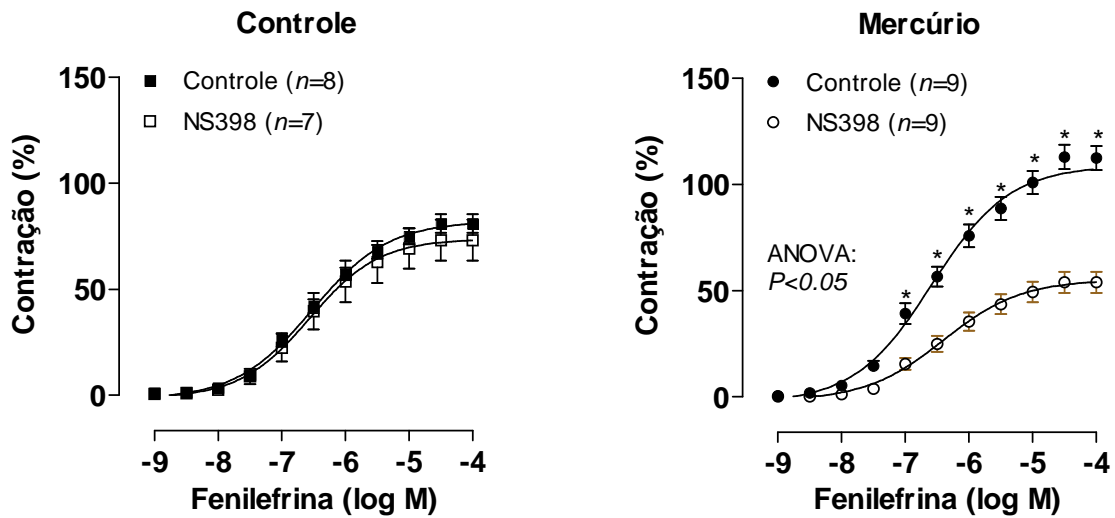 Controle
150
Controle (n=8)
NS398 (n=7)
100
50
0
Contração (%)
-9 -8 -7 -6 -5 -4
Fenilefrina (log M)
Mercúrio
150
Controle (n=9)
NS398 (n=9)
100
50
0
Contração (%)
* * * * * * *
ANOVA:
P<0.05
-9 -8 -7 -6 -5 -4
Fenilefrina (log M)